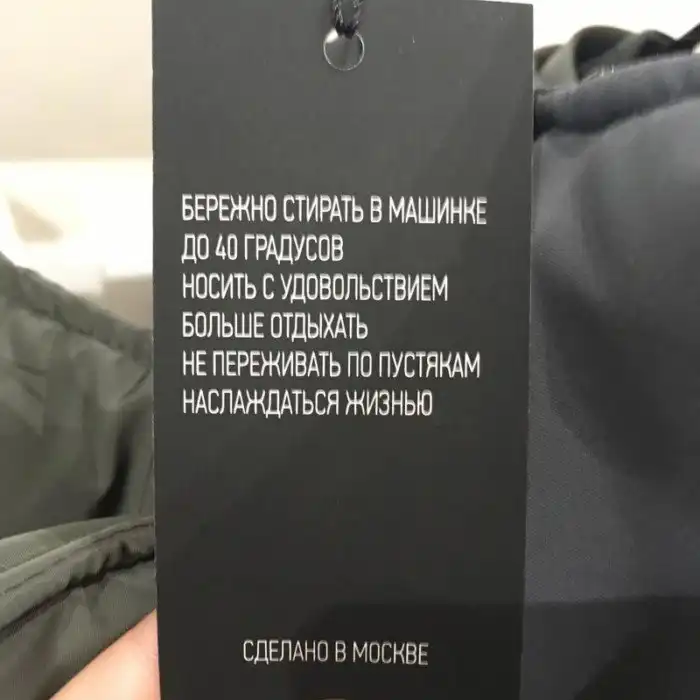 БЕРЕЖНО СТИРАТЬ В МАШИНКЕ
ДО 40 ГРАДУСОВ
НОСИТЬ С УДОВОЛЬСТВИЕМ
БОЛЬШЕ ОТДЫХАТЬ
НЕ ПЕРЕЖИВАТЬ ПО ПУСТЯКАМ
НАСЛАЖДАТЬСЯ ЖИЗНЬЮ
СДЕЛАНО В МОСКВЕ